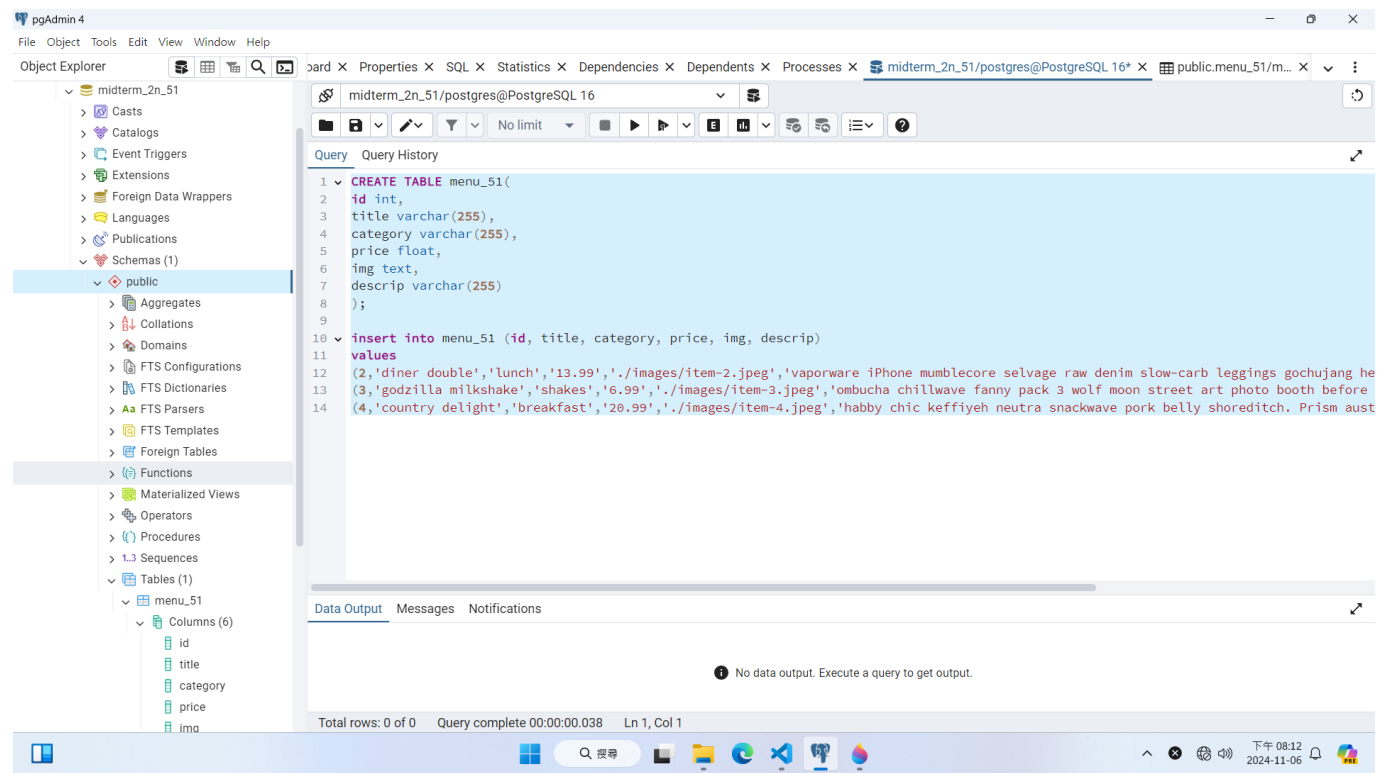 pgAdmin 4
File Object Tools Edit View Window Help
Object Explorer
oard Properties SQL Statistics Dependencies Dependents Processes midterm_2n_51/postgres@PostgreSQL 16* public.menu_51/m...
midterm_2n_51
Casts
Catalogs
Event Triggers
Extensions
Foreign Data Wrappers
Languages
Publications
Schemas (1)
public
Aggregates
Collations
Domains
FTS Configurations
FTS Dictionaries
FTS Parsers
FTS Templates
Foreign Tables
Functions
Materialized Views
Operators
Procedures
Sequences
Tables (1)
menu_51
Columns (6)
id
title
category
price
img
midterm_2n_51/postgres@PostgreSQL 16
No limit
Query Query History
1 CREATE TABLE menu_51(
2 id int,
3 title varchar(255),
4 category varchar(255),
5 price float,
6 img text,
7 descrip varchar(255)
8 );
9
10 insert into menu_51 (id, title, category, price, img, descrip)
11 values
12 (2,'diner double','lunch','13.99','./images/item-2.jpeg','vaporware iPhone mumblecore selvage raw denim slow-carb leggings gochujang he
13 (3,'godzilla milkshake','shakes','6.99','./images/item-3.jpeg','ombucha chillwave fanny pack 3 wolf moon street art photo booth before
14 (4,'country delight','breakfast','20.99','./images/item-4.jpeg','habby chic keffiyeh neutra snackwave pork belly shoreditch. Prism aust
Data Output Messages Notifications
No data output. Execute a query to get output.
Total rows: 0 of 0 Query complete 00:00:00.038 Ln 1, Col 1
搜尋
下午 08:12
2024-11-06
PRE